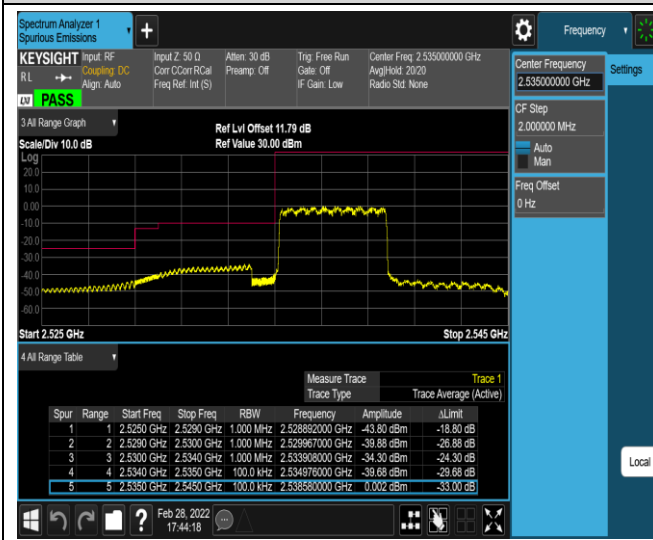 Spectrum Analyzer 1
Spurious Emissions
+
Frequency
KEYSIGHT
RL
Input: RF
Coupling: DC
Align: Auto
Input Z: 50 Ω
Corr CCorr RCal
Freq Ref: Int (S)
Atten: 30 dB
Preamp: Off
Trig: Free Run
Gate: Off
IF Gain: Low
Center Freq: 2.535000000 GHz
Avg|Hold: 20/20
Radio Std: None
LXI
PASS
Center Frequency
2.535000000 GHz
Settings
CF Step
2.000000 MHz
Auto
Man
Freq Offset
0 Hz
3 All Range Graph
Scale/Div 10.0 dB
Ref Lvl Offset 11.79 dB
Ref Value 30.00 dBm
Log
20.0
10.0
0.00
-10.0
-20.0
-30.0
-40.0
-50.0
-60.0
Start 2.525 GHz
Stop 2.545 GHz
4 All Range Table
Measure Trace Trace 1
Trace Type Trace Average (Active)
Spur Range Start Freq Stop Freq RBW Frequency Amplitude ΔLimit
1 1 2.5250 GHz 2.5290 GHz 1.000 MHz 2.528892000 GHz -43.80 dBm -18.80 dB
2 2 2.5290 GHz 2.5300 GHz 1.000 MHz 2.529967000 GHz -39.88 dBm -26.88 dB
3 3 2.5300 GHz 2.5340 GHz 1.000 MHz 2.533908000 GHz -34.30 dBm -24.30 dB
4 4 2.5340 GHz 2.5350 GHz 100.0 kHz 2.534976000 GHz -39.68 dBm -29.68 dB
5 5 2.5350 GHz 2.5450 GHz 100.0 kHz 2.538580000 GHz 0.002 dBm -33.00 dB
Local
?
Feb 28, 2022
17:44:18